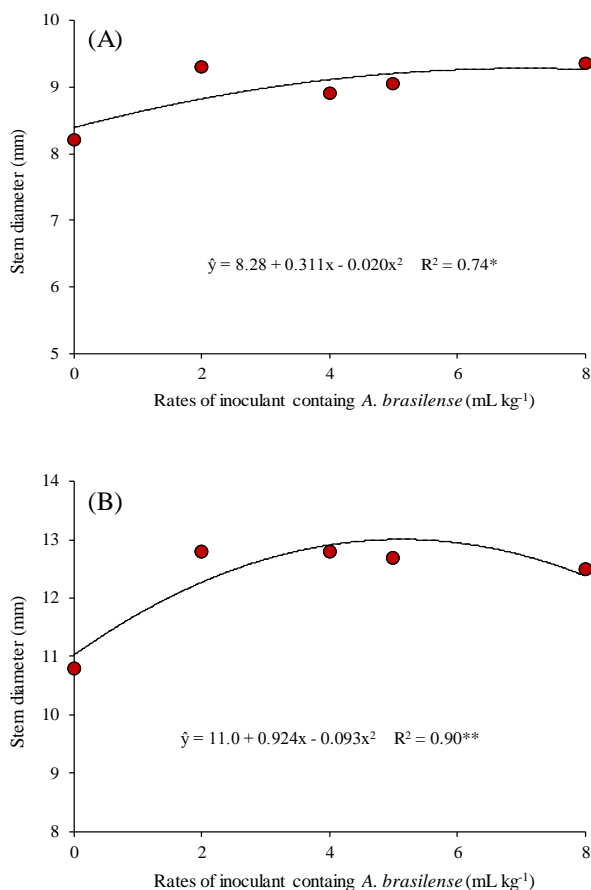 (A)
10
9
8
7
6
5
Stem diameter (mm)
ŷ = 8.28 + 0.311x - 0.020x² R² = 0.74*
0 2 4 6 8
Rates of inoculant containg A. brasilense (mL kg⁻¹)
(B)
14
13
12
11
10
9
8
Stem diameter (mm)
ŷ = 11.0 + 0.924x - 0.093x² R² = 0.90**
0 2 4 6 8
Rates of inoculant containg A. brasilense (mL kg⁻¹)